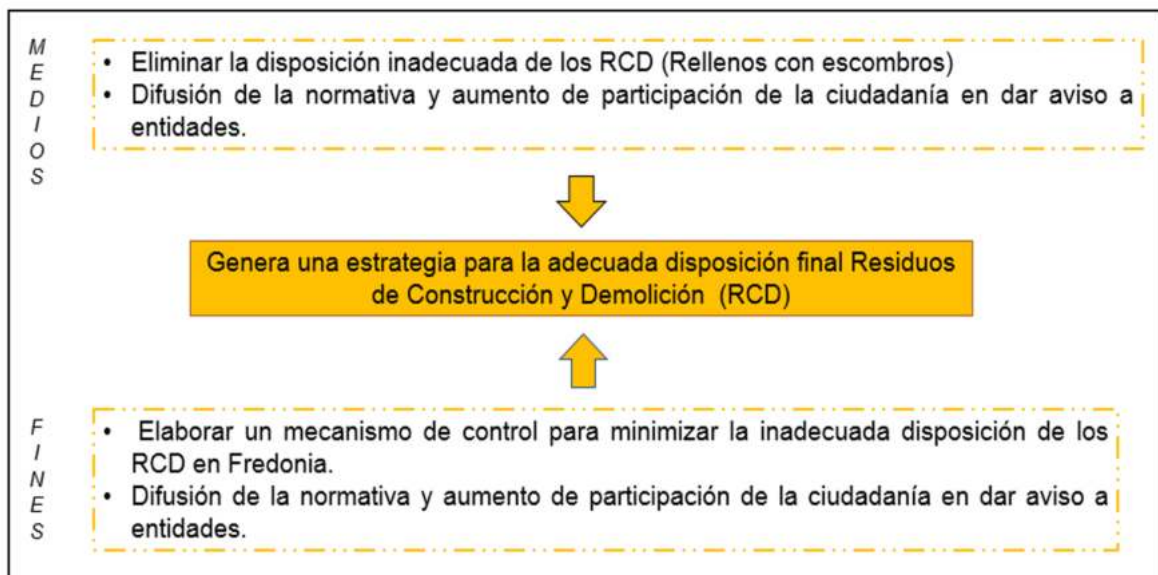 MEDIOS
• Eliminar la disposición inadecuada de los RCD (Rellenos con escombros)
• Difusión de la normativa y aumento de participación de la ciudadanía en dar aviso a
entidades.
Genera una estrategia para la adecuada disposición final Residuos
de Construcción y Demolición (RCD)
FINES
• Elaborar un mecanismo de control para minimizar la inadecuada disposición de los
RCD en Fredonia.
• Difusión de la normativa y aumento de participación de la ciudadanía en dar aviso a
entidades.